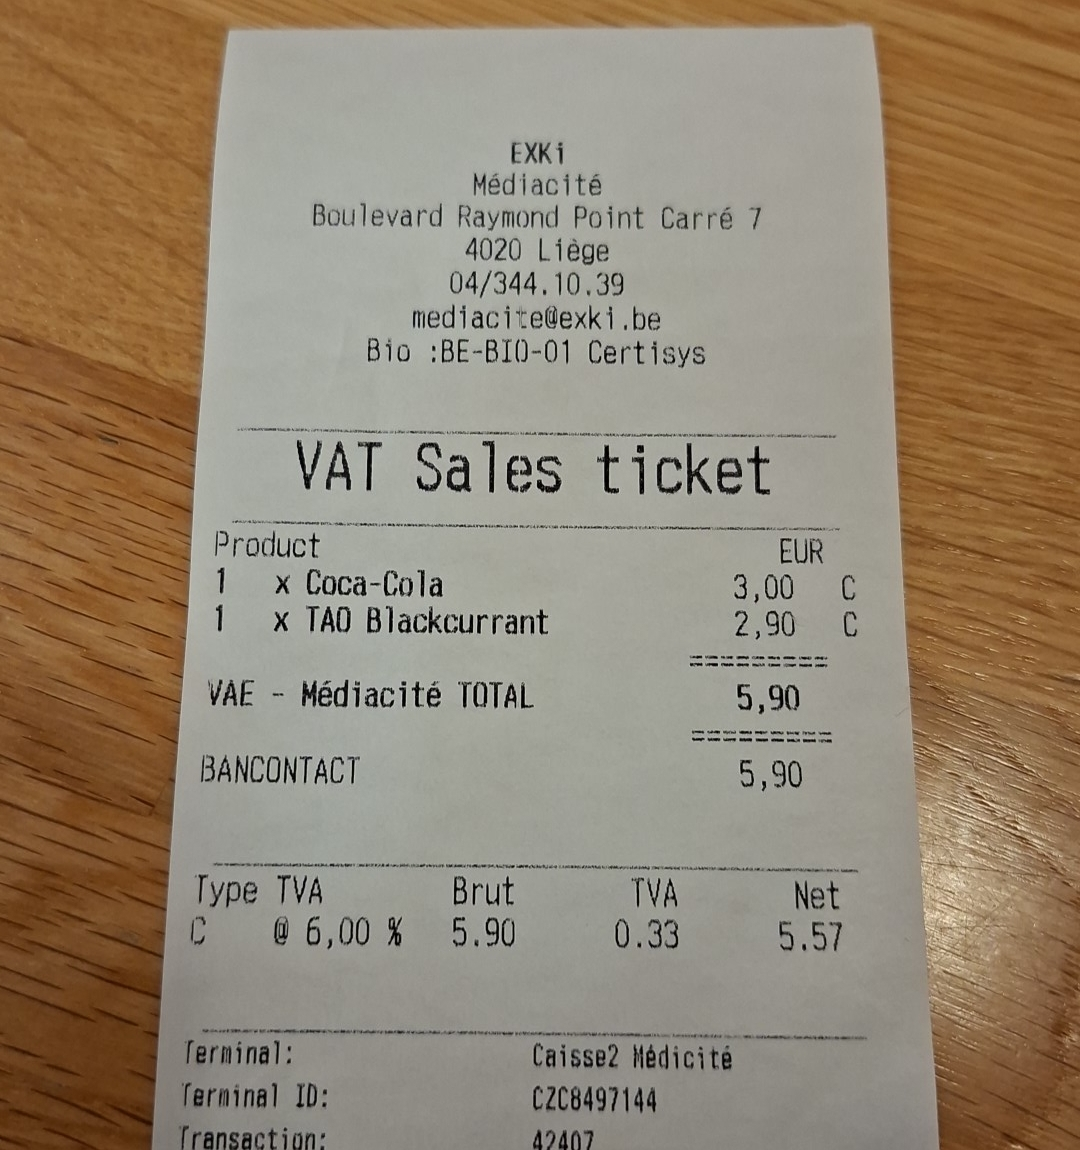 EXKi
Médiacité
Boulevard Raymond Point Carré 7
4020 Liège
04/344.10.39
mediacite@exki.be
Bio :BE-BIO-01 Certisys
VAT Sales ticket
Product EUR
1 x Coca-Cola 3,00 C
1 x TAO Blackcurrant 2,90 C
=========
VAE - Médiacité TOTAL 5,90
=========
BANCONTACT 5,90
Type TVA Brut TVA Net
C @ 6,00 % 5.90 0.33 5.57
Terminal: Caisse2 Médicité
Terminal ID: CZC8497144
Transaction: 42407